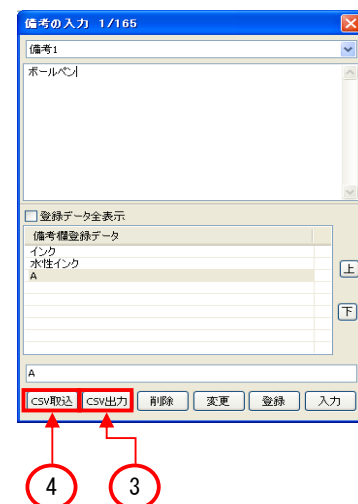 備考の入力 1/165
備考1
ボールペン
登録データ全表示
備考欄登録データ
インク
水性インク
A
上
下
A
CSV取込 CSV出力 削除 変更 登録 入力
4 3